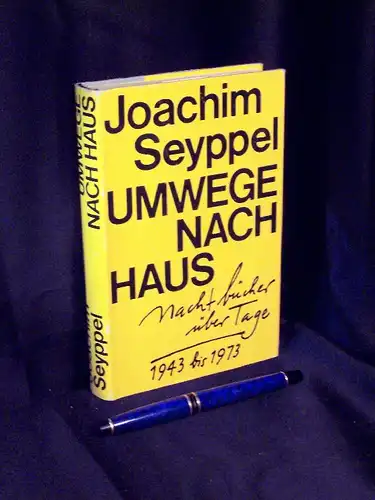 Joachim
Seyppel
UMWEGE
NACH
HAUS
Nachtbücher
über Tage
1943 bis 1973
UMWEGE
NACH HAUS
Seyppel